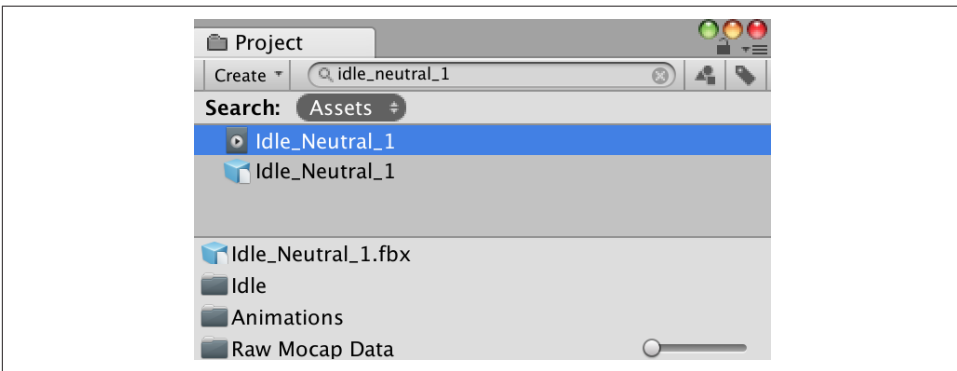 Project
Create idle_neutral_1
Search: Assets
Idle_Neutral_1
Idle_Neutral_1
Idle_Neutral_1.fbx
Idle
Animations
Raw Mocap Data